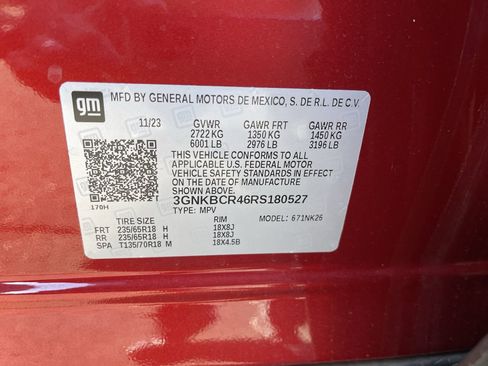 gm
MFD BY GENERAL MOTORS DE MEXICO, S. DE R.L. DE C.V.
11/23 GVWR GAWR FRT GAWR RR
2722 KG 1350 KG 1450 KG
6001 LB 2976 LB 3196 LB
THIS VEHICLE CONFORMS TO ALL
APPLICABLE U.S. FEDERAL MOTOR
VEHICLE SAFETY STANDARDS IN EFFECT
ON THE DATE OF MANUFACTURE
SHOWN ABOVE.
170H
3GNKBCR46RS180527
TYPE: MPV MODEL: 671NK26
TIRE SIZE RIM
FRT 235/65R18 H 18X8J
RR 235/65R18 H 18X8J
SPA T135/70R18 M 18X4.5B